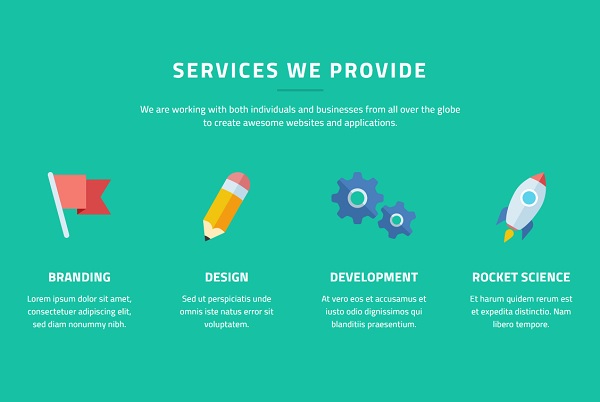 SERVICES WE PROVIDE
We are working with both individuals and businesses from all over the globe
to create awesome websites and applications.
BRANDING
Lorem ipsum dolor sit amet,
consectetuer adipiscing elit,
sed diam nonummy nibh.
DESIGN
Sed ut perspiciatis unde
omnis iste natus error sit
voluptatem.
DEVELOPMENT
At vero eos et accusamus et
iusto odio dignissimos qui
blanditiis praesentium.
ROCKET SCIENCE
Et harum quidem rerum est
et expedita distinctio. Nam
libero tempore.